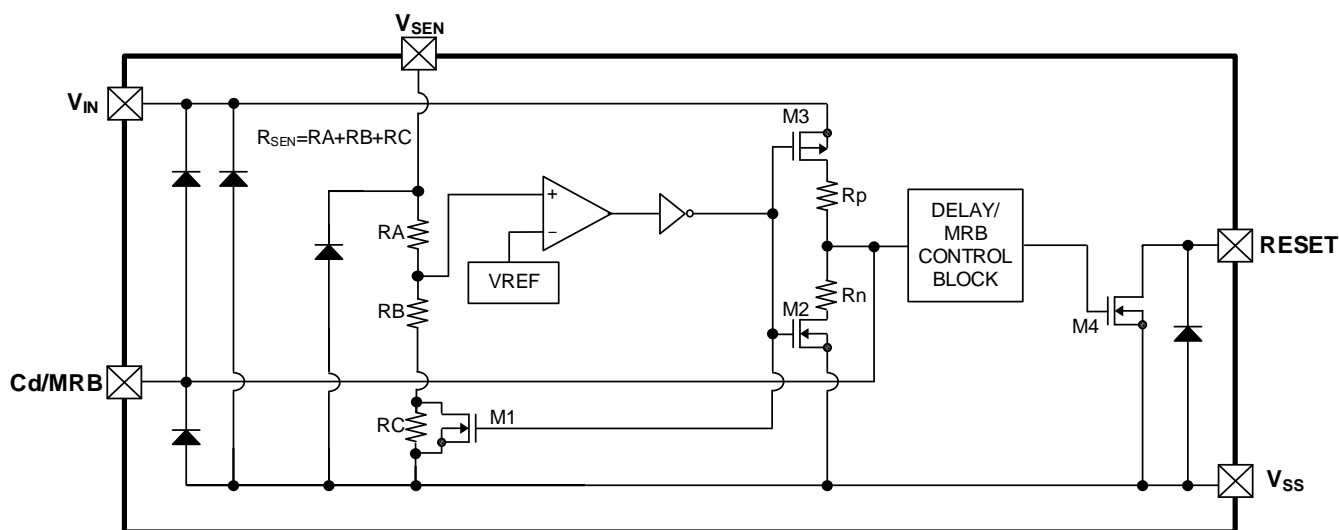 VSEN
VIN
M3
RSEN=RA+RB+RC
Rp
+
−
RA
DELAY/
MRB
CONTROL
BLOCK
RESET
VREF
Rn
RB
M2
M4
Cd/MRB
RC
M1
VSS